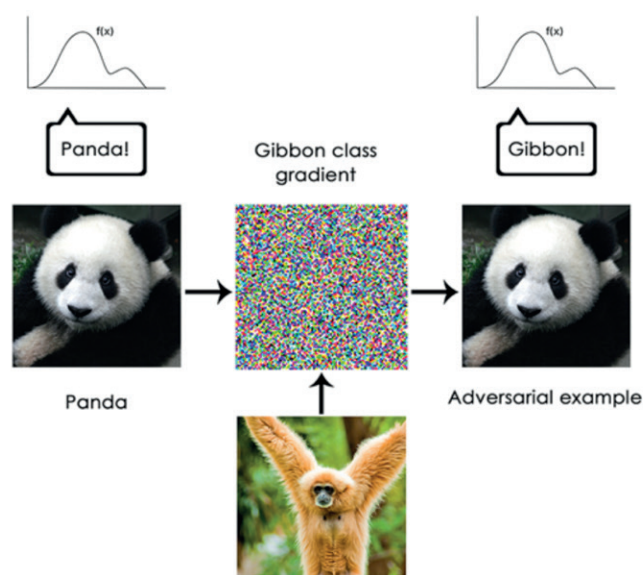 f(x)
f(x)
Panda!
Gibbon class
gradient
Gibbon!
Panda
Adversarial example